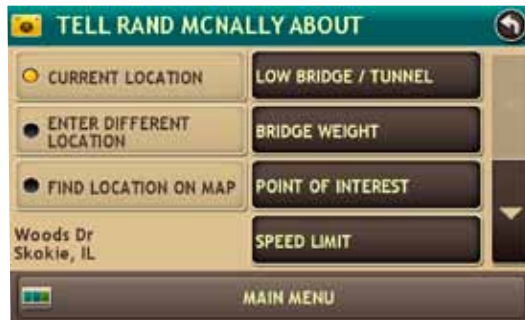 TELL RAND MCNALLY ABOUT
CURRENT LOCATION
ENTER DIFFERENT
LOCATION
FIND LOCATION ON MAP
Woods Dr
Skokie, IL
LOW BRIDGE / TUNNEL
BRIDGE WEIGHT
POINT OF INTEREST
SPEED LIMIT
MAIN MENU